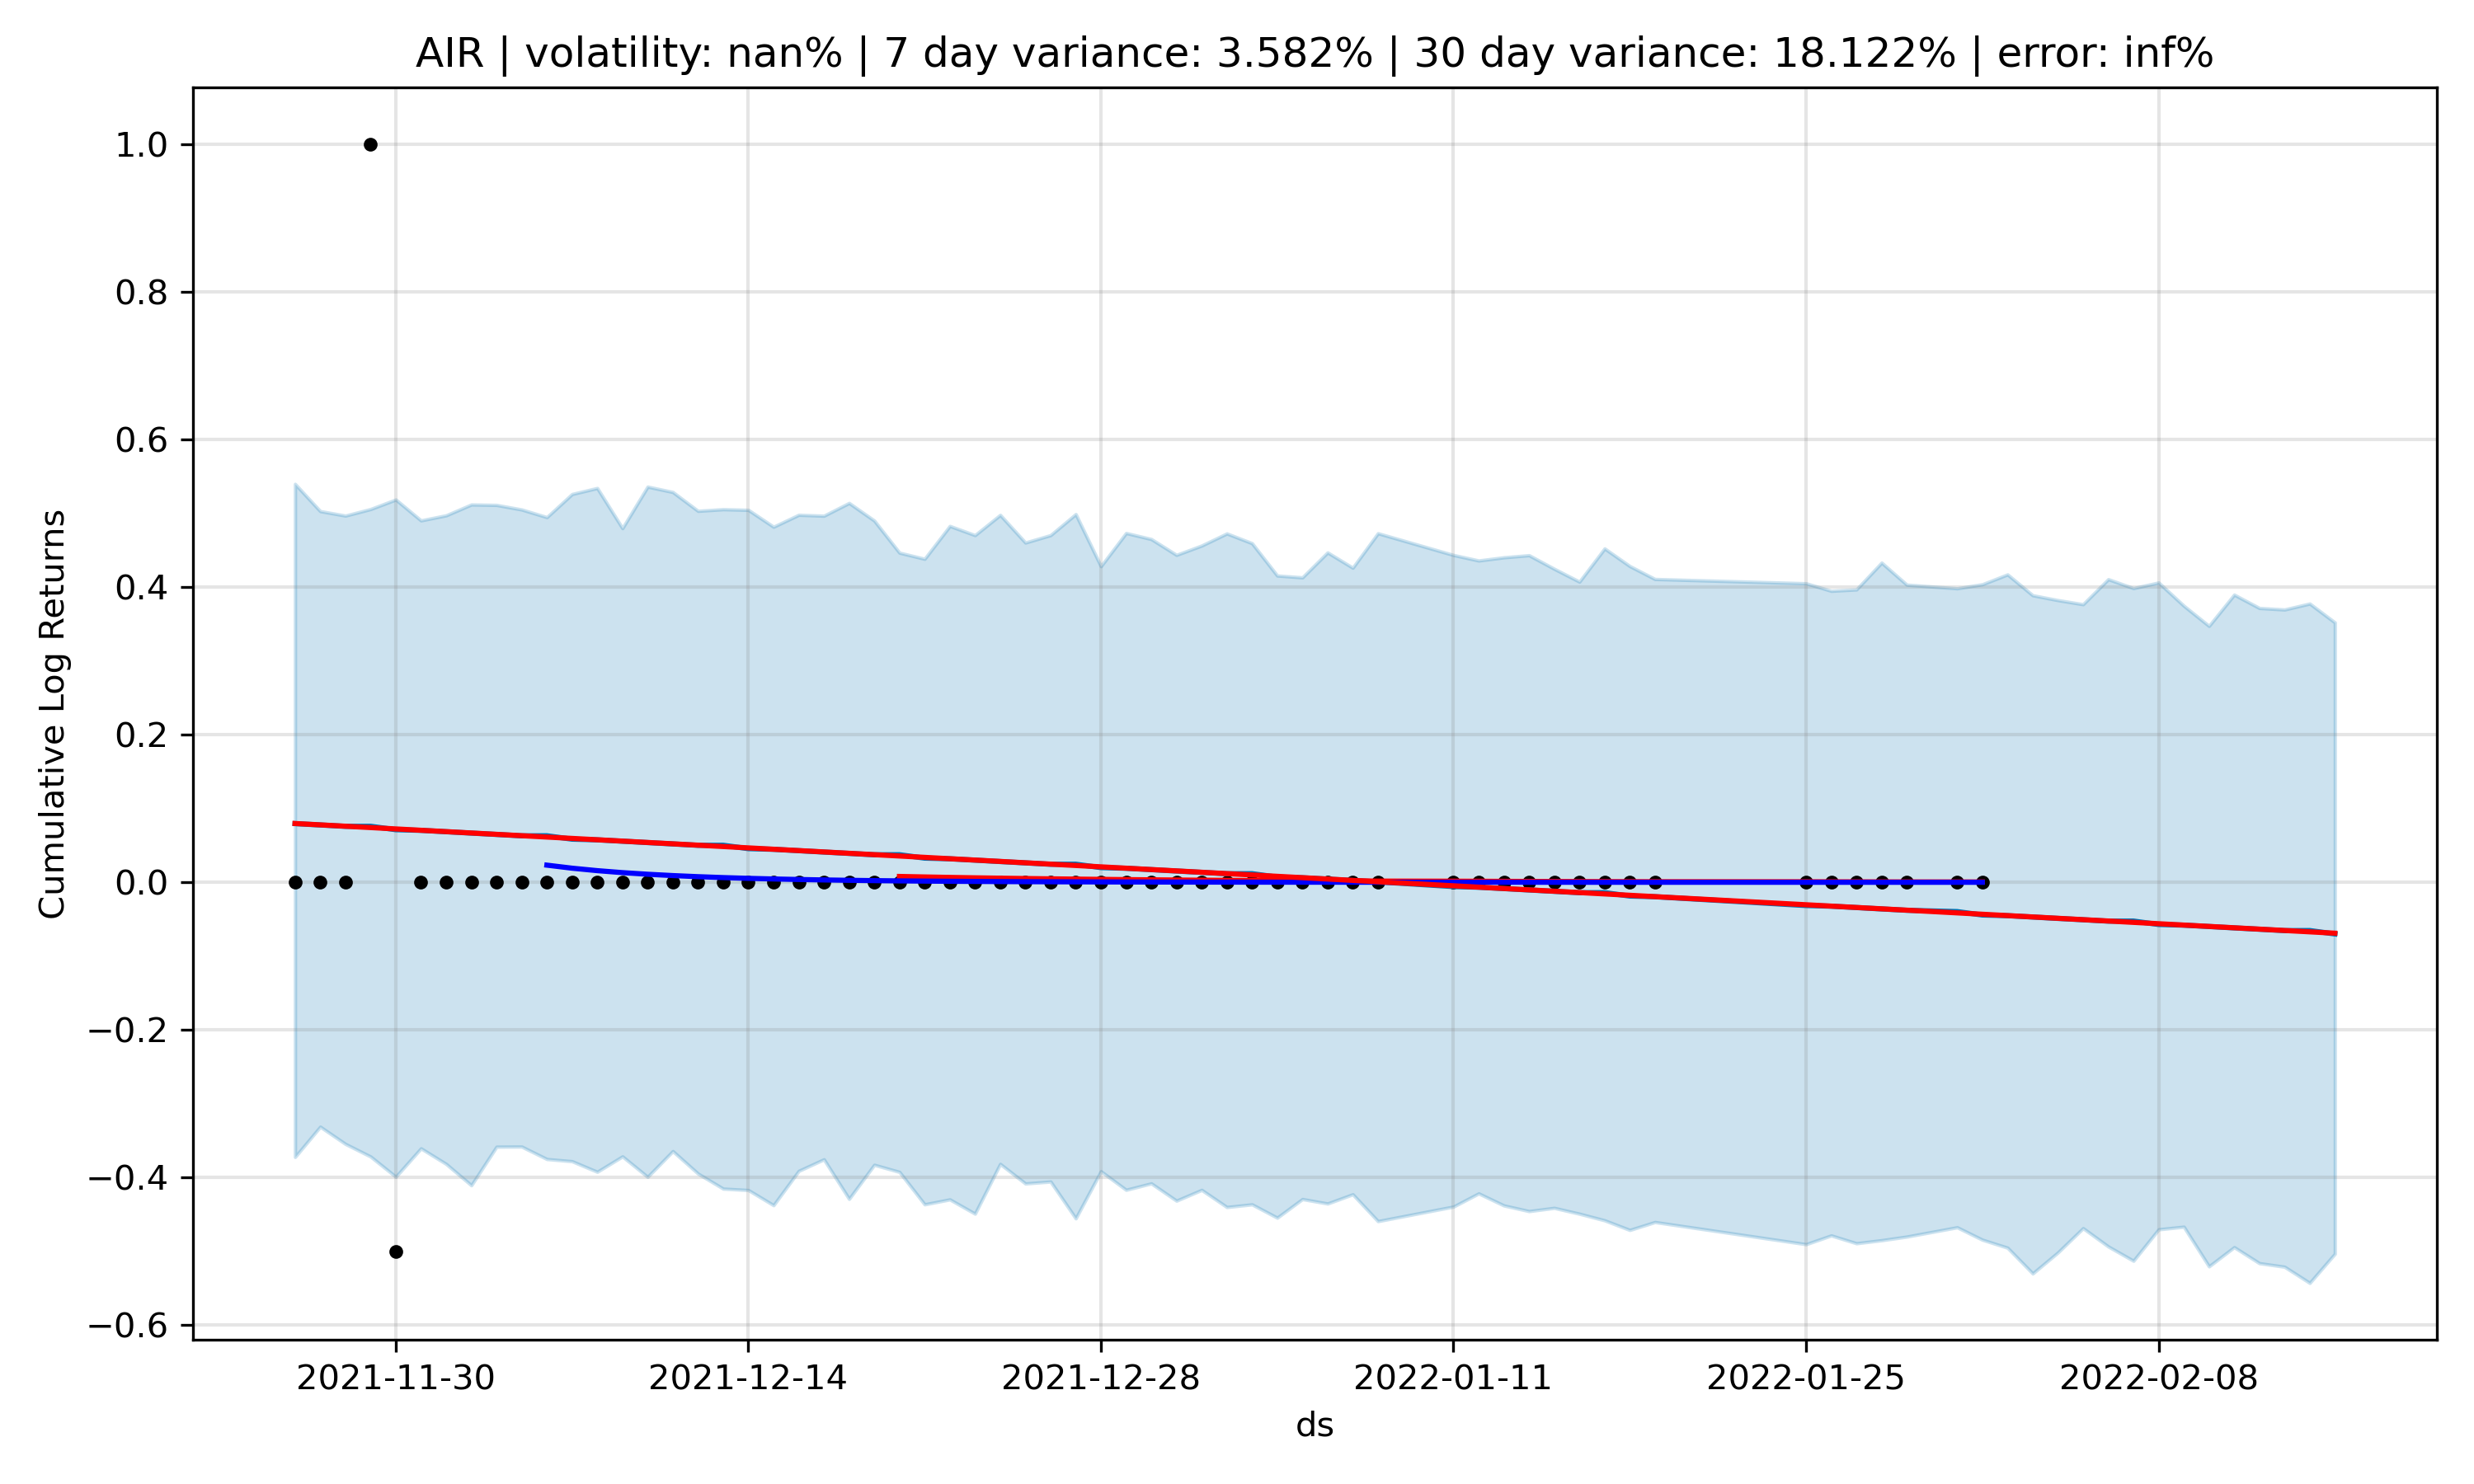 AIR | volatility: nan% | 7 day variance: 3.582% | 30 day variance: 18.122% | error: inf%
1.0
0.8
0.6
0.4
0.2
0.0
−0.2
−0.4
−0.6
Cumulative Log Returns
2021-11-30 2021-12-14 2021-12-28 2022-01-11 2022-01-25 2022-02-08
ds